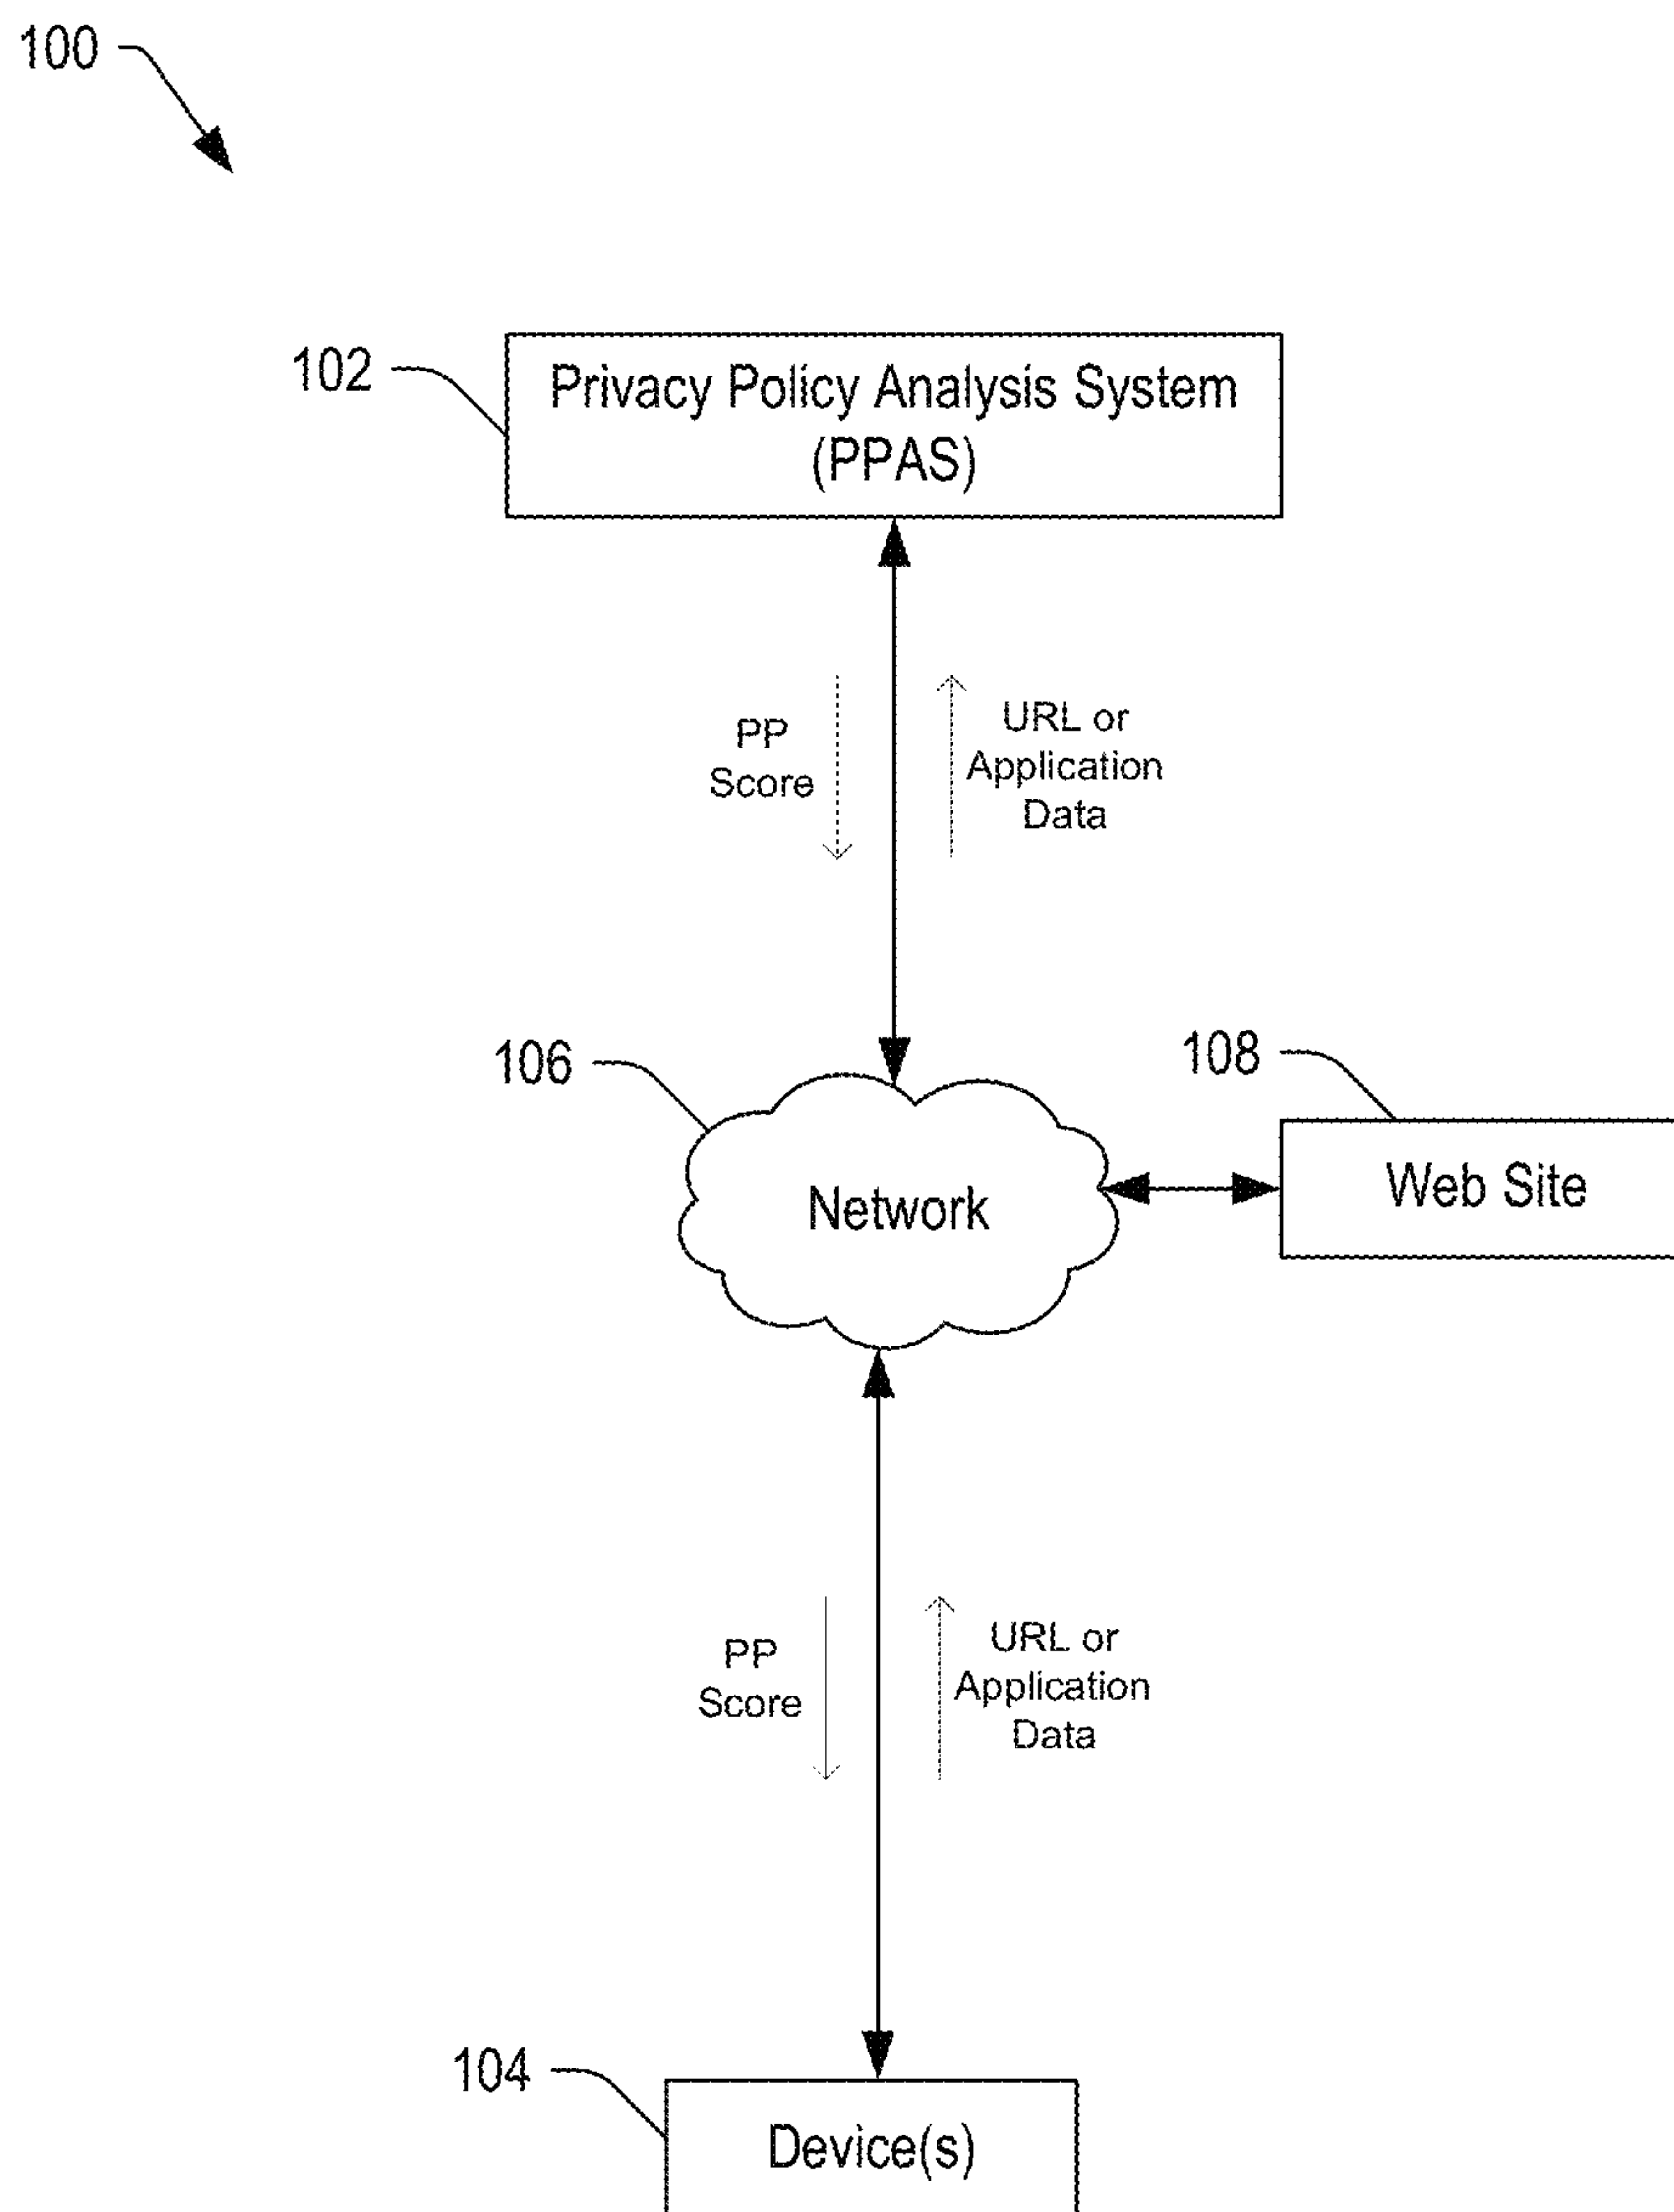 100
102
Privacy Policy Analysis System
(PPAS)
PP
Score
URL or
Application
Data
106
108
Network
Web Site
PP
Score
URL or
Application
Data
104
Device(s)